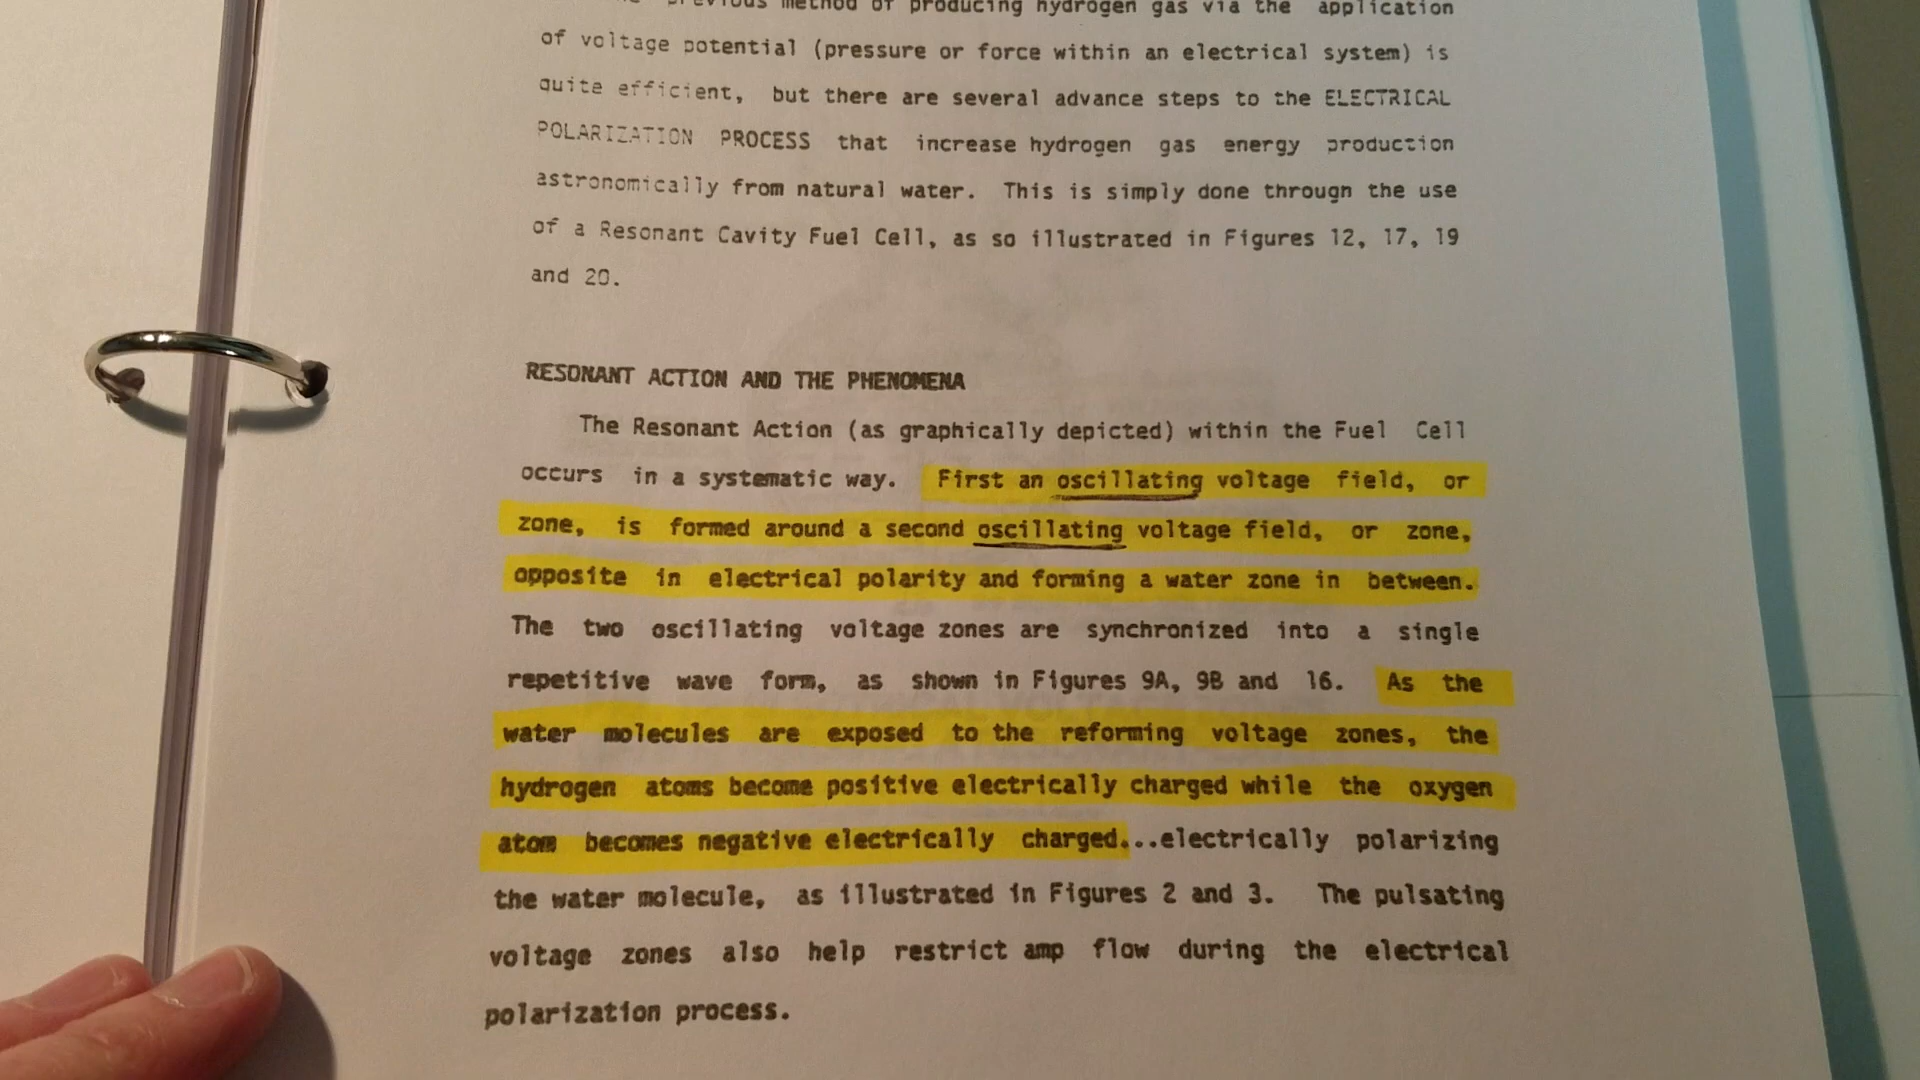 previous method of producing hydrogen gas via the application
of voltage potential (pressure or force within an electrical system) is
quite efficient, but there are several advance steps to the ELECTRICAL
POLARIZATION PROCESS that increase hydrogen gas energy production
astronomically from natural water. This is simply done through the use
of a Resonant Cavity Fuel Cell, as so illustrated in Figures 12, 17, 19
and 20.
RESONANT ACTION AND THE PHENOMENA
The Resonant Action (as graphically depicted) within the Fuel Cell
occurs in a systematic way. First an oscillating voltage field, or
zone, is formed around a second oscillating voltage field, or zone,
opposite in electrical polarity and forming a water zone in between.
The two oscillating voltage zones are synchronized into a single
repetitive wave form, as shown in Figures 9A, 9B and 16. As the
water molecules are exposed to the reforming voltage zones, the
hydrogen atoms become positive electrically charged while the oxygen
atom becomes negative electrically charged...electrically polarizing
the water molecule, as illustrated in Figures 2 and 3. The pulsating
voltage zones also help restrict amp flow during the electrical
polarization process.